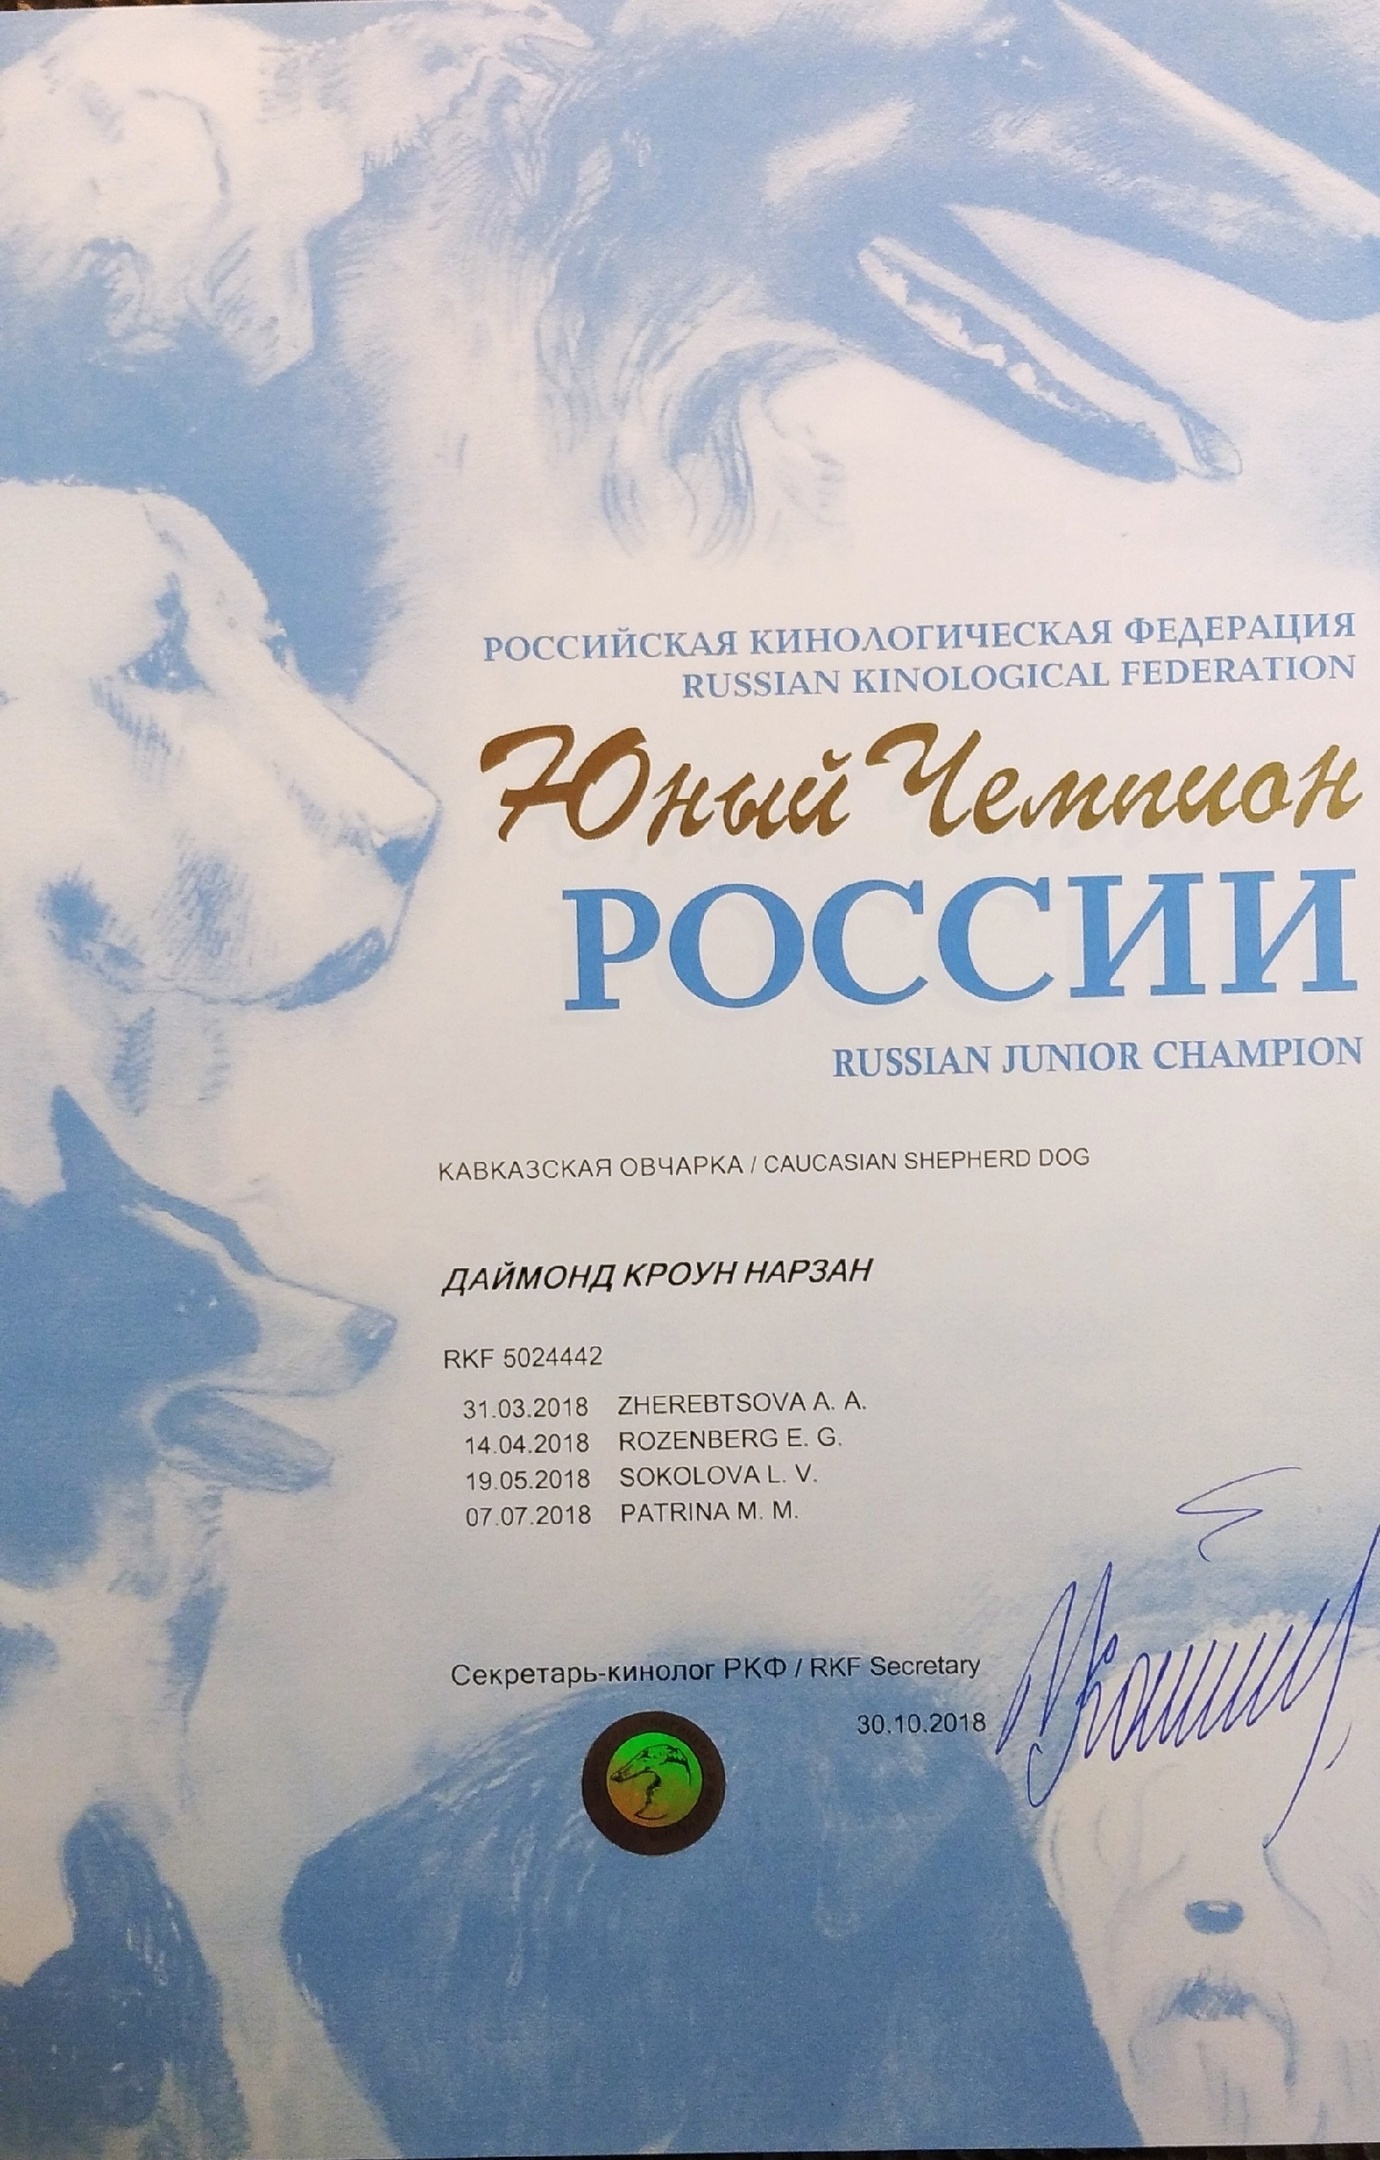 РОССИЙСКАЯ КИНОЛОГИЧЕСКАЯ ФЕДЕРАЦИЯ
RUSSIAN KINOLOGICAL FEDERATION
Юный Чемпион
РОССИИ
RUSSIAN JUNIOR CHAMPION
КАВКАЗСКАЯ ОВЧАРКА / CAUCASIAN SHEPHERD DOG
ДАЙМОНД КРОУН НАРЗАН
RKF 5024442
31.03.2018 ZHEREBTSOVA A. A.
14.04.2018 ROZENBERG E. G.
19.05.2018 SOKOLOVA L. V.
07.07.2018 PATRINA M. M.
Секретарь-кинолог РКФ / RKF Secretary
30.10.2018